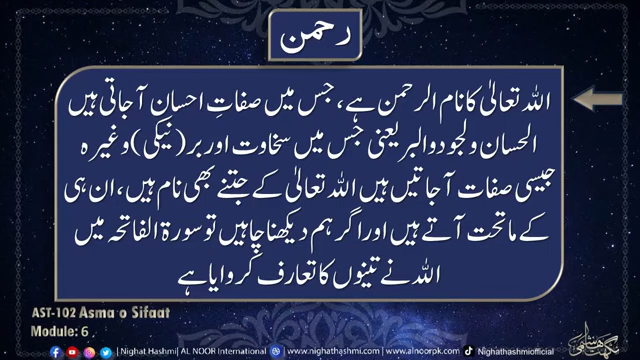 رحمن
اللہ تعالیٰ کا نام الرحمن ہے، جس میں صفاتِ احسان آجاتی ہیں
الحسان ولجودوالبر یعنی جس میں سخاوت اور بر (نیکی) وغیرہ
جیسی صفات آجاتیں ہیں اللہ تعالیٰ کے جتنے بھی نام ہیں، ان ہی
کے ماتحت آتے ہیں اور اگر ہم دیکھنا چاہیں تو سورۃ الفاتحہ میں
اللہ نے تینوں کا تعارف کروایا ہے
AST-102 Asma o Sifaat
Module: 6
| Nighat Hashmi| AL NOOR International | www.nighathashmi.com | www.alnoorpk.com | Nighathashmiofficial